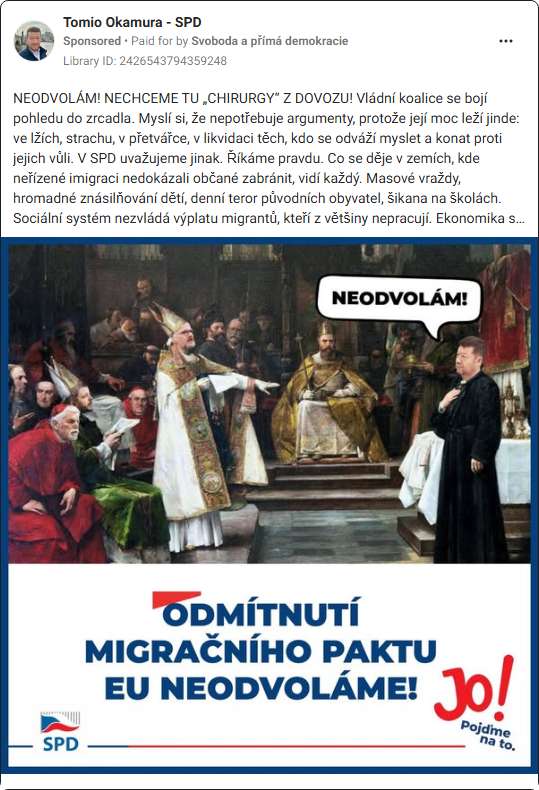 Tomio Okamura - SPD
Sponsored • Paid for by Svoboda a přímá demokracie
Library ID: 2426543794359248
NEODVOLÁM! NECHCEME TU „CHIRURGY“ Z DOVOZU! Vládní koalice se bojí
pohledu do zrcadla. Myslí si, že nepotřebuje argumenty, protože její moc leží jinde:
ve lžích, strachu, v přetvářce, v likvidaci těch, kdo se odváží myslet a konat proti
jejich vůli. V SPD uvažujeme jinak. Říkáme pravdu. Co se děje v zemích, kde
neřízené imigraci nedokázali občané zabránit, vidí každý. Masové vraždy,
hromadné znásilňování dětí, denní teror původních obyvatel, šikana na školách.
Sociální systém nezvládá výplatu migrantů, kteří z většiny nepracují. Ekonomika s...
NEODVOLÁM!
ODMÍTNUTÍ
MIGRAČNÍHO PAKTU
EU NEODVOLÁME!
JO!
Pojďme
na to.
SPD